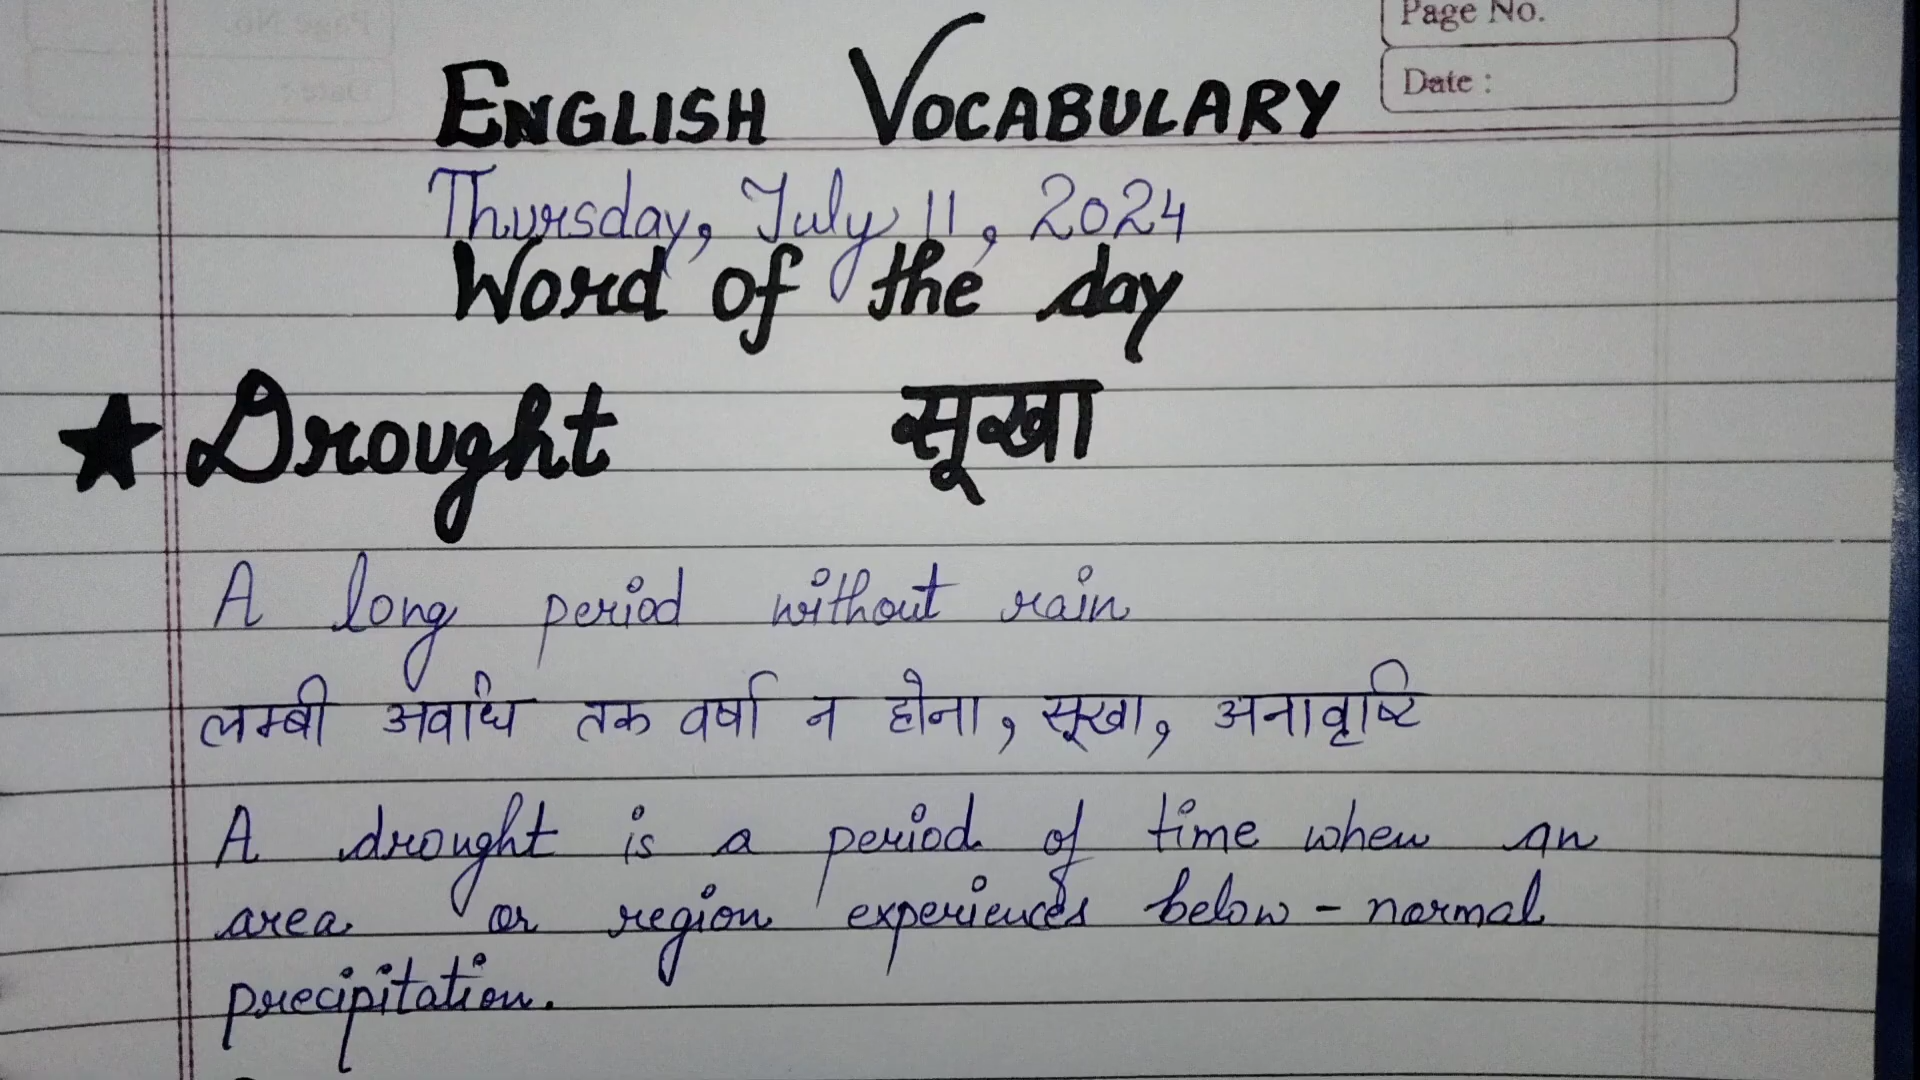 Page No.
Date :
ENGLISH VOCABULARY
Thursday, July 11, 2024
Word of the day
★ Drought सूखा
A long period without rain
लम्बी अवधि तक वर्षा न होना, सूखा, अनावृष्टि
A drought is a period of time when an
area or region experiences below-normal
precipitation.